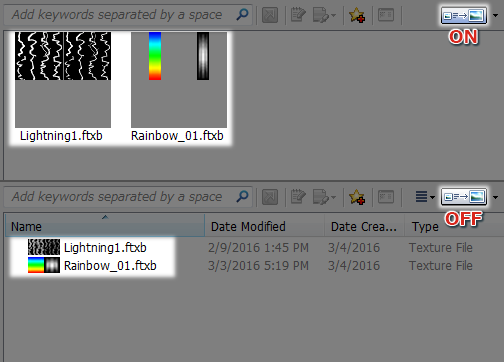 Add keywords separated by a space
ON
Lightning1.ftxb Rainbow_01.ftxb
Add keywords separated by a space
OFF
Name Date Modified Date Crea... Type
Lightning1.ftxb 2/9/2016 1:45 PM 3/4/2016 Texture File
Rainbow_01.ftxb 3/3/2016 5:19 PM 3/4/2016 Texture File